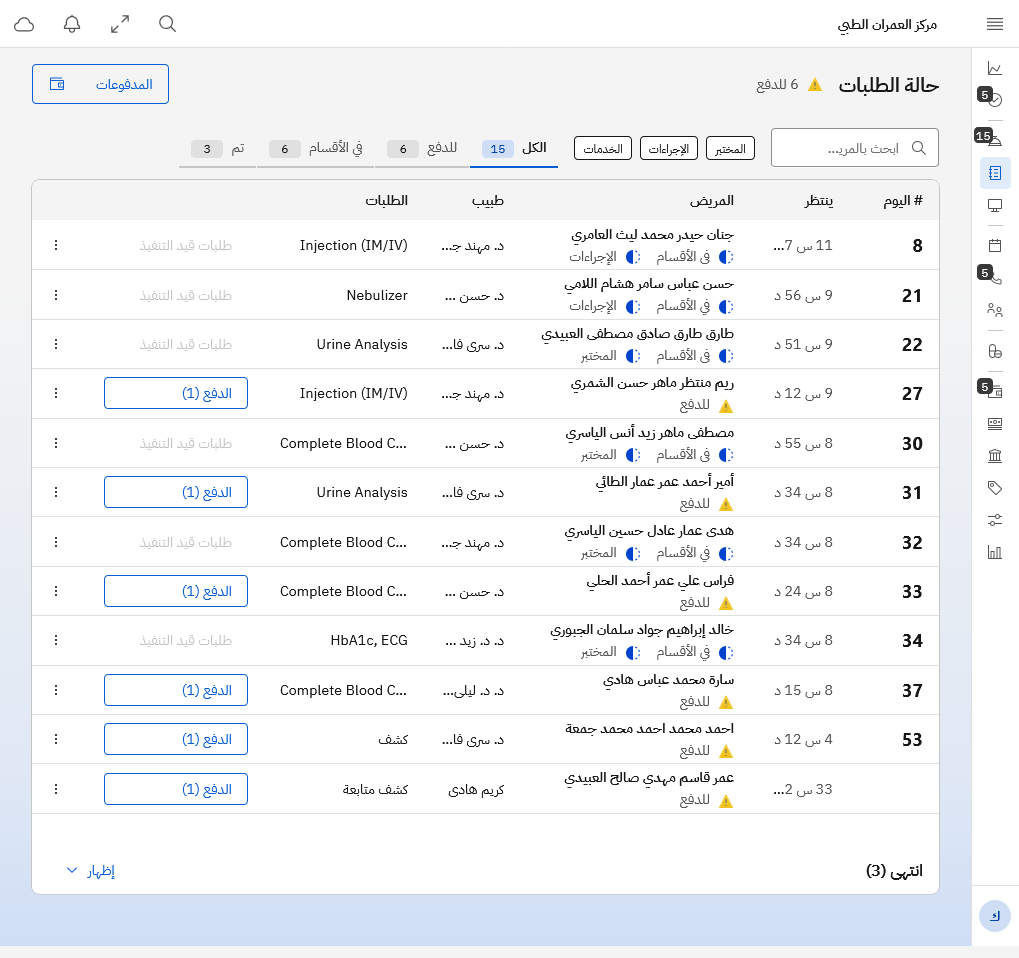 مركز العمران الطبي
5
15
5
5
ك
حالة الطلبات
6 للدفع
المدفوعات
ابحث بالمريـ...
المختبر
الإجراءات
الخدمات
الكل 15
للدفع 6
في الأقسام 6
تم 3
# اليوم ينتظر المريض طبيب الطلبات
8 11 س 7... جنان حيدر محمد ليث العامري د. مهند جـ... Injection (IM/IV) طلبات قيد التنفيذ
في الأقسام الإجراءات
21 9 س 56 د حسن عباس سامر هشام اللامي د. حسن ... Nebulizer طلبات قيد التنفيذ
في الأقسام الإجراءات
22 9 س 51 د طارق طارق صادق مصطفى العبيدي د. سرى فا... Urine Analysis طلبات قيد التنفيذ
في الأقسام المختبر
27 9 س 12 د ريم منتظر ماهر حسن الشمري د. مهند جـ... Injection (IM/IV) الدفع (1)
للدفع
30 8 س 55 د مصطفى ماهر زيد أنس الياسري د. حسن ... Complete Blood C... طلبات قيد التنفيذ
في الأقسام المختبر
31 8 س 34 د أمير أحمد عمر عمار الطائي د. سرى فا... Urine Analysis الدفع (1)
للدفع
32 8 س 34 د هدى عمار عادل حسين الياسري د. مهند جـ... Complete Blood C... طلبات قيد التنفيذ
في الأقسام المختبر
33 8 س 24 د فراس علي عمر أحمد الحلي د. حسن ... Complete Blood C... الدفع (1)
للدفع
34 8 س 34 د خالد إبراهيم جواد سلمان الجبوري د. د. زيد ... HbA1c, ECG طلبات قيد التنفيذ
في الأقسام المختبر
37 8 س 15 د سارة محمد عباس هادي د. د. ليلى... Complete Blood C... الدفع (1)
للدفع
53 4 س 12 د احمد محمد احمد محمد جمعة د. سرى فا... كشف الدفع (1)
للدفع
33 س 2... عمر قاسم مهدي صالح العبيدي كريم هادي كشف متابعة الدفع (1)
للدفع
انتهى (3)
إظهار